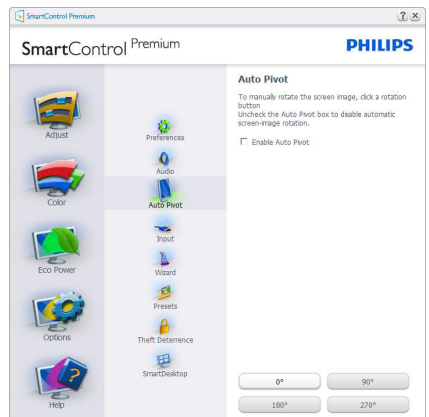 SmartControl Premium
SmartControl Premium
PHILIPS
Adjust
Color
Eco Power
Options
Help
Preferences
Audio
Auto Pivot
Input
Wizard
Presets
Theft Deterrence
SmartDesktop
Auto Pivot
To manually rotate the screen image, click a rotation
button
Uncheck the Auto Pivot box to disable automatic
screen-image rotation.
Enable Auto Pivot
0°
90°
180°
270°